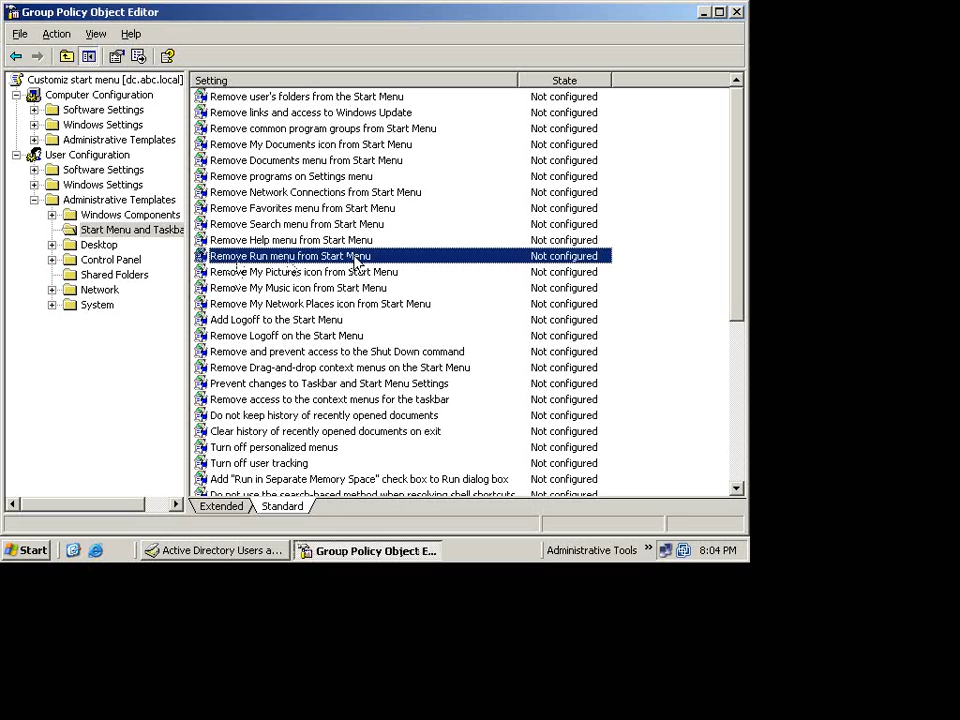 Group Policy Object Editor
File Action View Help
Customiz start menu [dc.abc.local]
Computer Configuration
Software Settings
Windows Settings
Administrative Templates
User Configuration
Software Settings
Windows Settings
Administrative Templates
Windows Components
Start Menu and Taskba
Desktop
Control Panel
Shared Folders
Network
System
Setting State
Remove user's folders from the Start Menu Not configured
Remove links and access to Windows Update Not configured
Remove common program groups from Start Menu Not configured
Remove My Documents icon from Start Menu Not configured
Remove Documents menu from Start Menu Not configured
Remove programs on Settings menu Not configured
Remove Network Connections from Start Menu Not configured
Remove Favorites menu from Start Menu Not configured
Remove Search menu from Start Menu Not configured
Remove Help menu from Start Menu Not configured
Remove Run menu from Start Menu Not configured
Remove My Pictures icon from Start Menu Not configured
Remove My Music icon from Start Menu Not configured
Remove My Network Places icon from Start Menu Not configured
Add Logoff to the Start Menu Not configured
Remove Logoff on the Start Menu Not configured
Remove and prevent access to the Shut Down command Not configured
Remove Drag-and-drop context menus on the Start Menu Not configured
Prevent changes to Taskbar and Start Menu Settings Not configured
Remove access to the context menus for the taskbar Not configured
Do not keep history of recently opened documents Not configured
Clear history of recently opened documents on exit Not configured
Turn off personalized menus Not configured
Turn off user tracking Not configured
Add "Run in Separate Memory Space" check box to Run dialog box Not configured
Do not use the search-based method when resolving shell shortcuts Not configured
Extended Standard
Start Active Directory Users a... Group Policy Object E... Administrative Tools » 8:04 PM